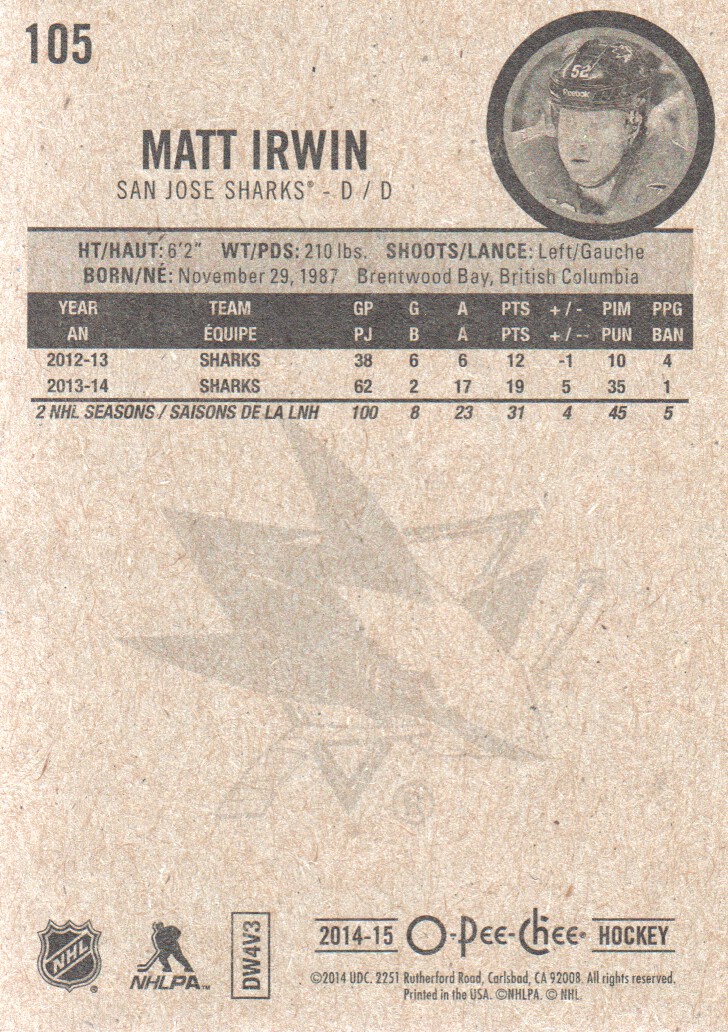 105
52
Reebok
MATT IRWIN
SAN JOSE SHARKS® - D / D
HT/HAUT: 6'2" WT/PDS: 210 lbs. SHOOTS/LANCE: Left/Gauche
BORN/NÉ: November 29, 1987 Brentwood Bay, British Columbia
YEAR TEAM GP G A PTS + / - PIM PPG
AN ÉQUIPE PJ B A PTS + / -- PUN BAN
2012-13 SHARKS 38 6 6 12 -1 10 4
2013-14 SHARKS 62 2 17 19 5 35 1
2 NHL SEASONS / SAISONS DE LA LNH 100 8 23 31 4 45 5
®
NHL ®
NHLPA™
DW4V3
2014-15 O-Pee-Chee® HOCKEY
©2014 UDC. 2251 Rutherford Road, Carlsbad, CA 92008. All rights reserved.
Printed in the USA. ©NHLPA. © NHL.